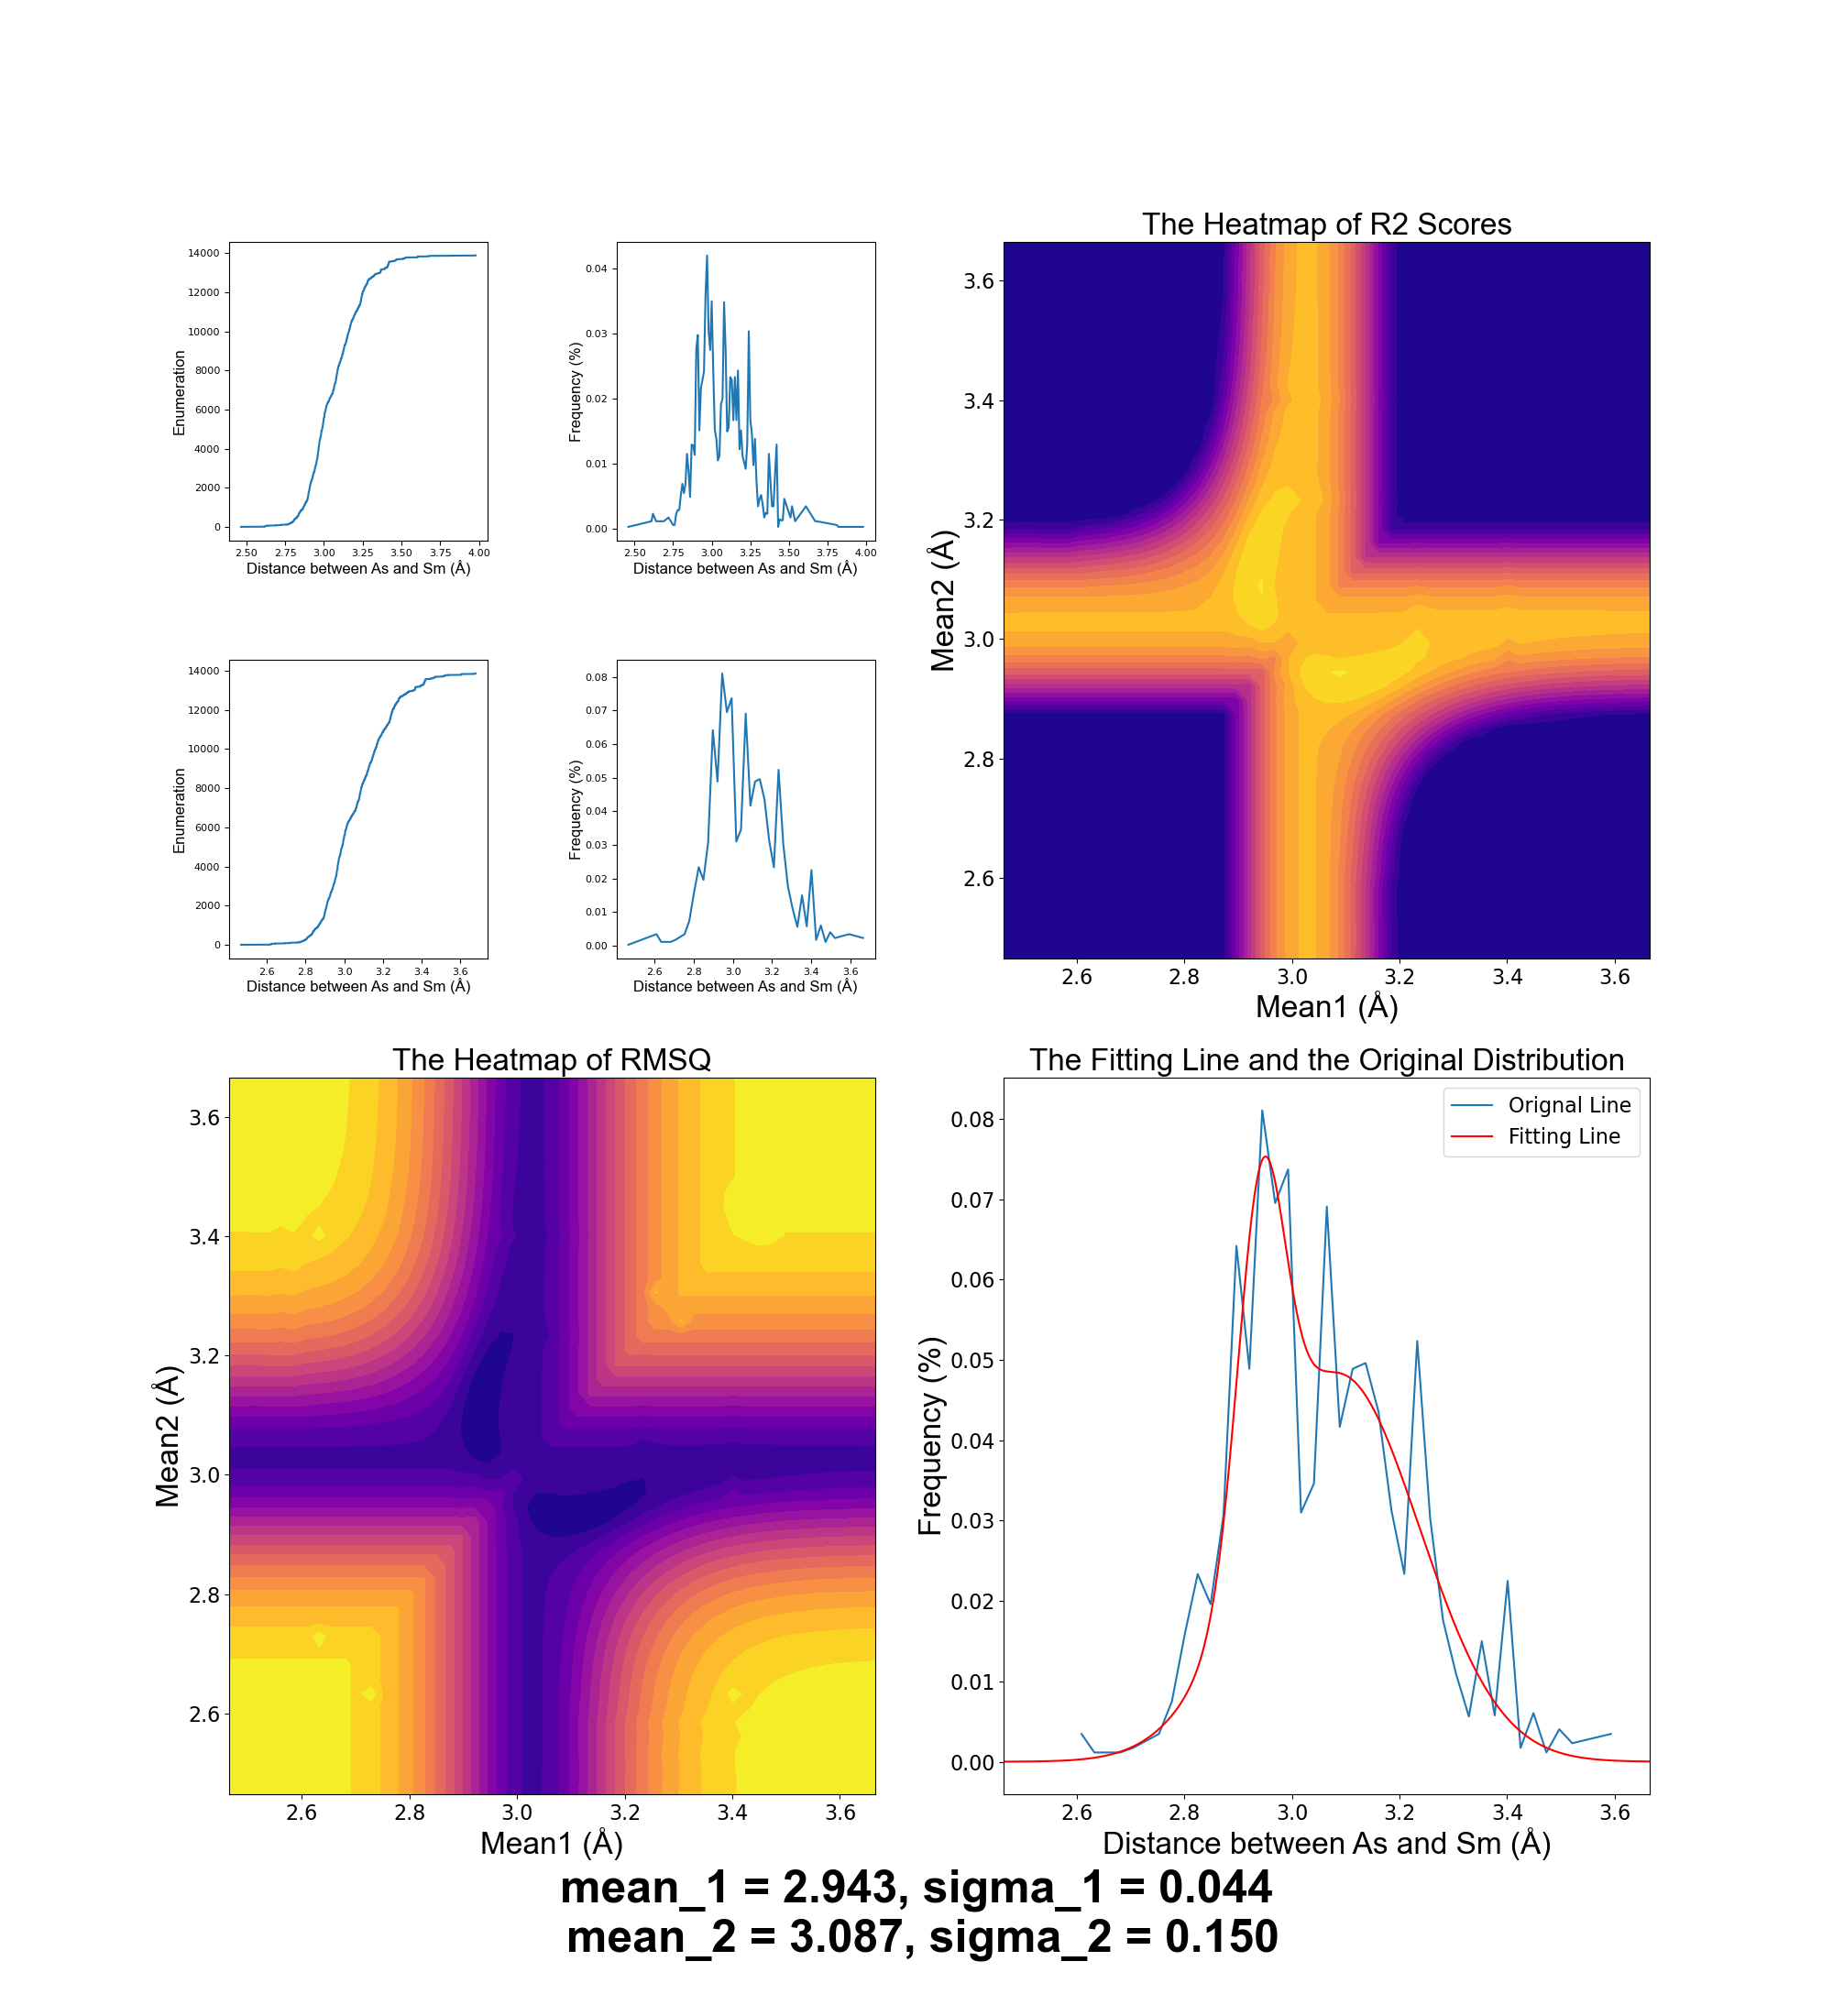 14000
12000
10000
8000
6000
4000
2000
0
Enumeration
2.50 2.75 3.00 3.25 3.50 3.75 4.00
Distance between As and Sm (Å)
0.04
0.03
0.02
0.01
0.00
Frequency (%)
2.50 2.75 3.00 3.25 3.50 3.75 4.00
Distance between As and Sm (Å)
The Heatmap of R2 Scores
3.6
3.4
3.2
3.0
2.8
2.6
Mean2 (Å)
2.6 2.8 3.0 3.2 3.4 3.6
Mean1 (Å)
14000
12000
10000
8000
6000
4000
2000
0
Enumeration
2.6 2.8 3.0 3.2 3.4 3.6
Distance between As and Sm (Å)
0.08
0.07
0.06
0.05
0.04
0.03
0.02
0.01
0.00
Frequency (%)
2.6 2.8 3.0 3.2 3.4 3.6
Distance between As and Sm (Å)
The Heatmap of RMSQ
3.6
3.4
3.2
3.0
2.8
2.6
Mean2 (Å)
2.6 2.8 3.0 3.2 3.4 3.6
Mean1 (Å)
The Fitting Line and the Original Distribution
Orignal Line
Fitting Line
0.08
0.07
0.06
0.05
0.04
0.03
0.02
0.01
0.00
Frequency (%)
2.6 2.8 3.0 3.2 3.4 3.6
Distance between As and Sm (Å)
mean_1 = 2.943, sigma_1 = 0.044
mean_2 = 3.087, sigma_2 = 0.150